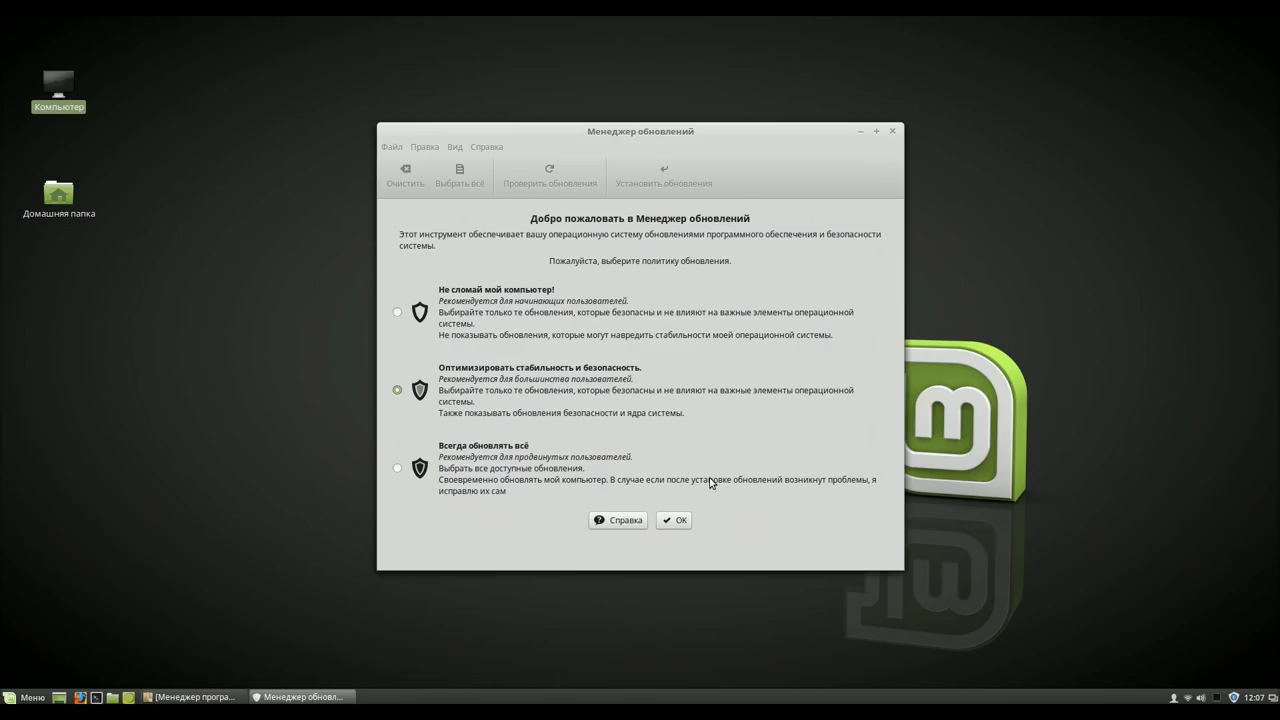 Компьютер
Домашняя папка
Менеджер обновлений
Файл Правка Вид Справка
Очистить Выбрать всё Проверить обновления Установить обновления
Добро пожаловать в Менеджер обновлений
Этот инструмент обеспечивает вашу операционную систему обновлениями программного обеспечения и безопасности
системы.
Пожалуйста, выберите политику обновления.
Не сломай мой компьютер!
Рекомендуется для начинающих пользователей.
Выбирайте только те обновления, которые безопасны и не влияют на важные элементы операционной
системы.
Не показывать обновления, которые могут навредить стабильности моей операционной системы.
Оптимизировать стабильность и безопасность.
Рекомендуется для большинства пользователей.
Выбирайте только те обновления, которые безопасны и не влияют на важные элементы операционной
системы.
Также показывать обновления безопасности и ядра системы.
Всегда обновлять всё
Рекомендуется для продвинутых пользователей.
Выбрать все доступные обновления.
Своевременно обновлять мой компьютер. В случае если после установке обновлений возникнут проблемы, я
исправлю их сам
Справка OK
Меню [Менеджер програ... Менеджер обновл... 12:07